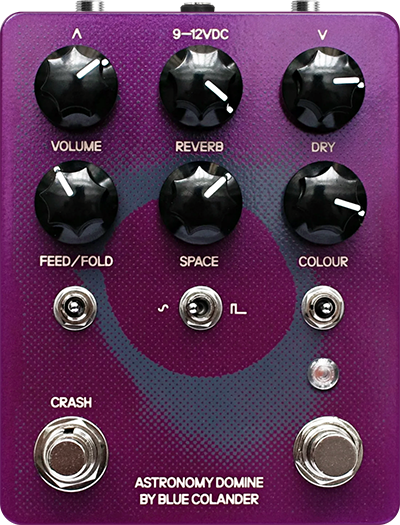 Λ 9–12VDC V
VOLUME REVERB DRY
FEED/FOLD SPACE COLOUR
CRASH
ASTRONOMY DOMINE
BY BLUE COLANDER